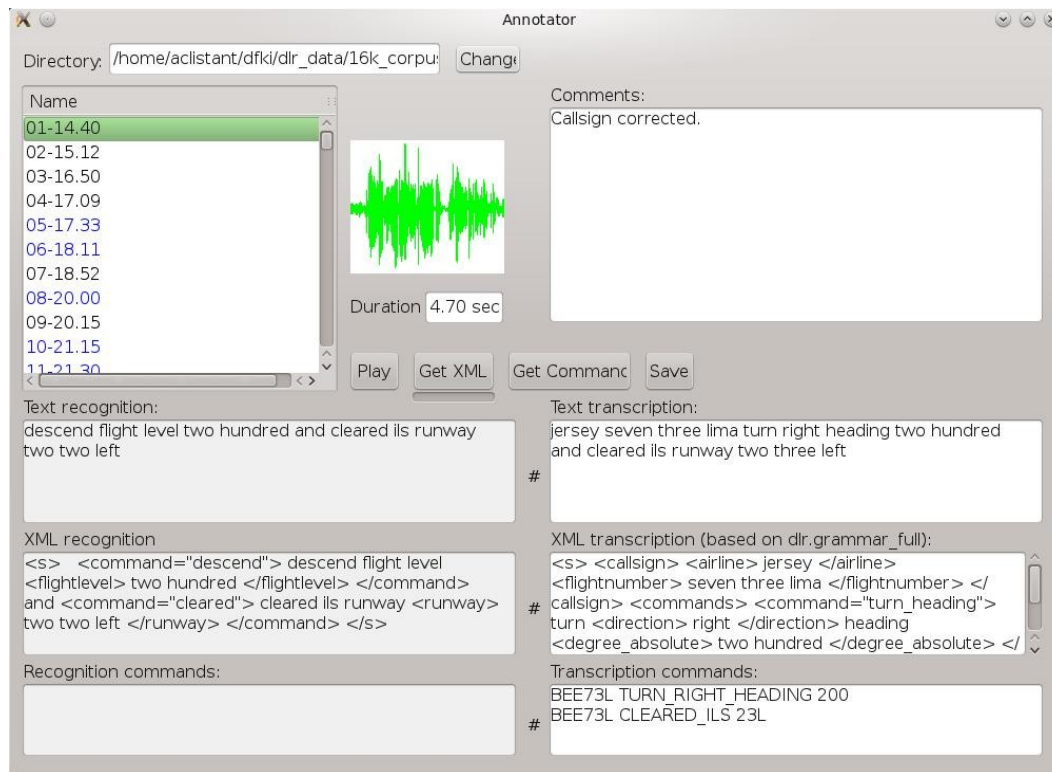 Annotator
Directory: /home/aclistant/dfki/dlr_data/16k_corpu
Change
Name
01-14.40
02-15.12
03-16.50
04-17.09
05-17.33
06-18.11
07-18.52
08-20.00
09-20.15
10-21.15
11-21.30
Duration 4.70 sec
Comments:
Callsign corrected.
Play Get XML Get Command Save
Text recognition:
descend flight level two hundred and cleared ils runway
two two left
#
Text transcription:
jersey seven three lima turn right heading two hundred
and cleared ils runway two three left
XML recognition
<s> <command="descend"> descend flight level
<flightlevel> two hundred </flightlevel> </command>
and <command="cleared"> cleared ils runway <runway>
two two left </runway> </command> </s>
#
XML transcription (based on dlr.grammar_full):
<s> <callsign> <airline> jersey </airline>
<flightnumber> seven three lima </flightnumber> </
callsign> <commands> <command="turn_heading">
turn <direction> right </direction> heading
<degree_absolute> two hundred </degree_absolute> </
Recognition commands:
#
Transcription commands:
BEE73L TURN_RIGHT_HEADING 200
BEE73L CLEARED_ILS 23L